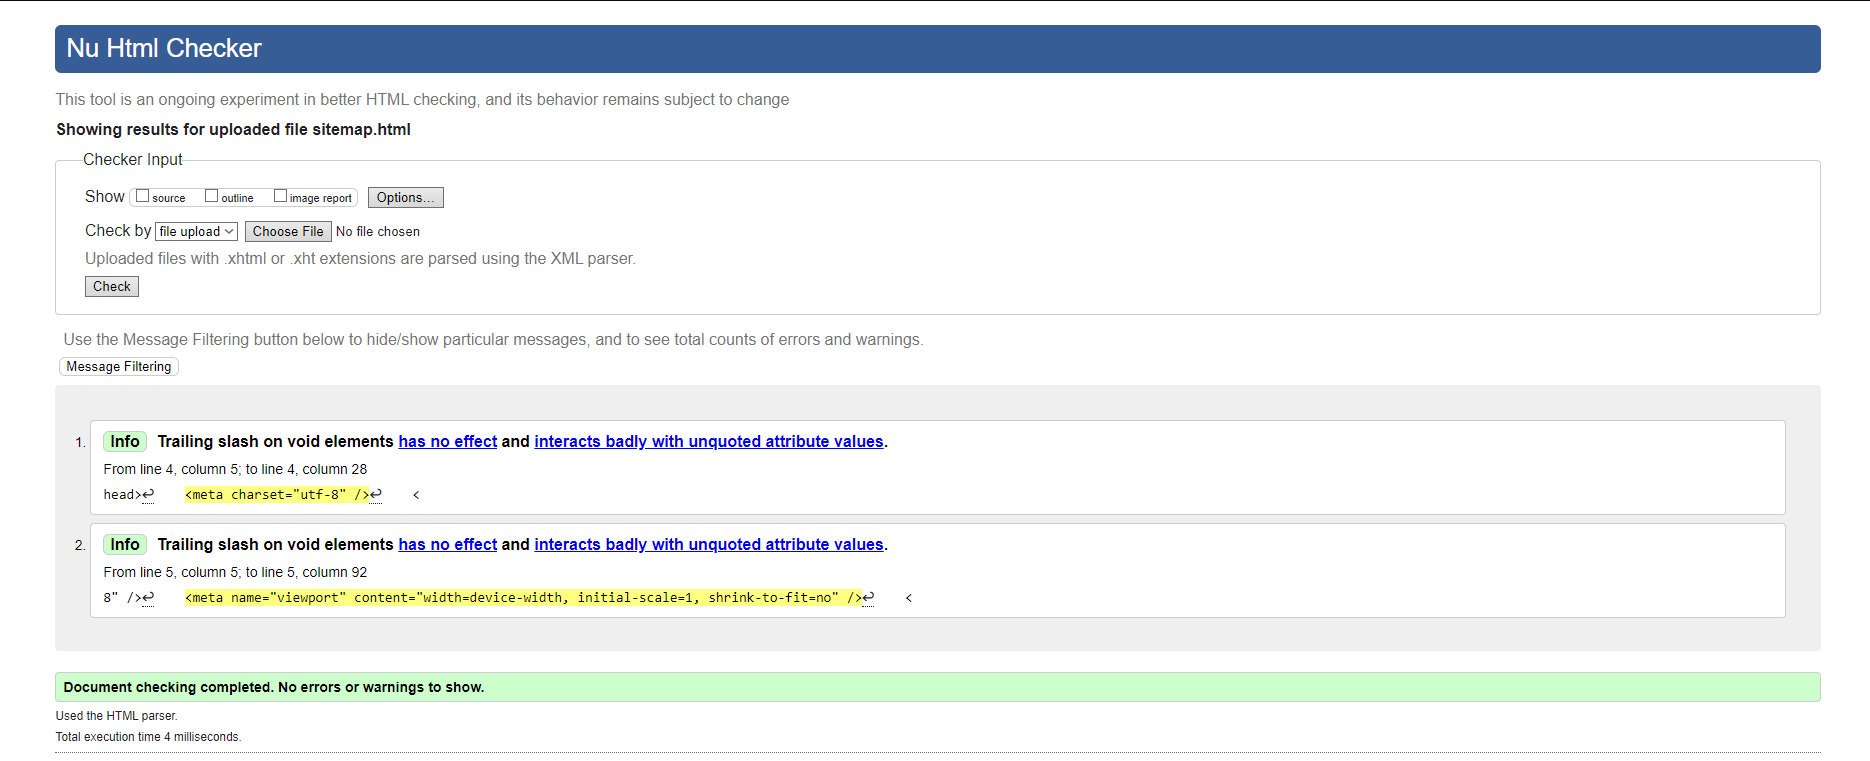 Nu Html Checker
This tool is an ongoing experiment in better HTML checking, and its behavior remains subject to change
Showing results for uploaded file sitemap.html
Checker Input
Show source outline image report Options...
Check by file upload Choose File No file chosen
Uploaded files with .xhtml or .xht extensions are parsed using the XML parser.
Check
Use the Message Filtering button below to hide/show particular messages, and to see total counts of errors and warnings.
Message Filtering
1. Info Trailing slash on void elements has no effect and interacts badly with unquoted attribute values.
From line 4, column 5; to line 4, column 28
head>↩ <meta charset="utf-8" />↩ <
2. Info Trailing slash on void elements has no effect and interacts badly with unquoted attribute values.
From line 5, column 5; to line 5, column 92
8" />↩ <meta name="viewport" content="width=device-width, initial-scale=1, shrink-to-fit=no" />↩ <
Document checking completed. No errors or warnings to show.
Used the HTML parser.
Total execution time 4 milliseconds.